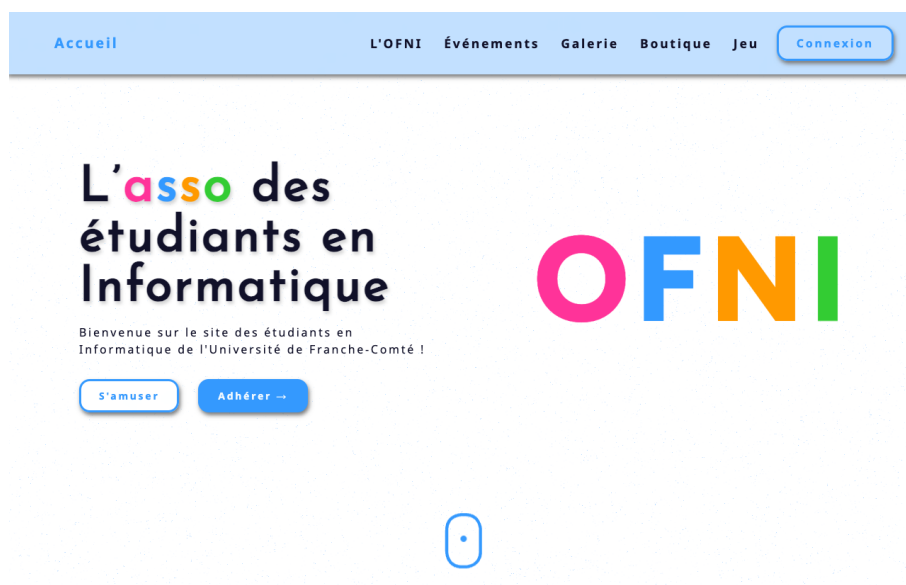 Accueil
L'OFNI Événements Galerie Boutique Jeu Connexion
L’asso des
étudiants en
Informatique
Bienvenue sur le site des étudiants en
Informatique de l'Université de Franche-Comté !
S'amuser
Adhérer →
OFNI